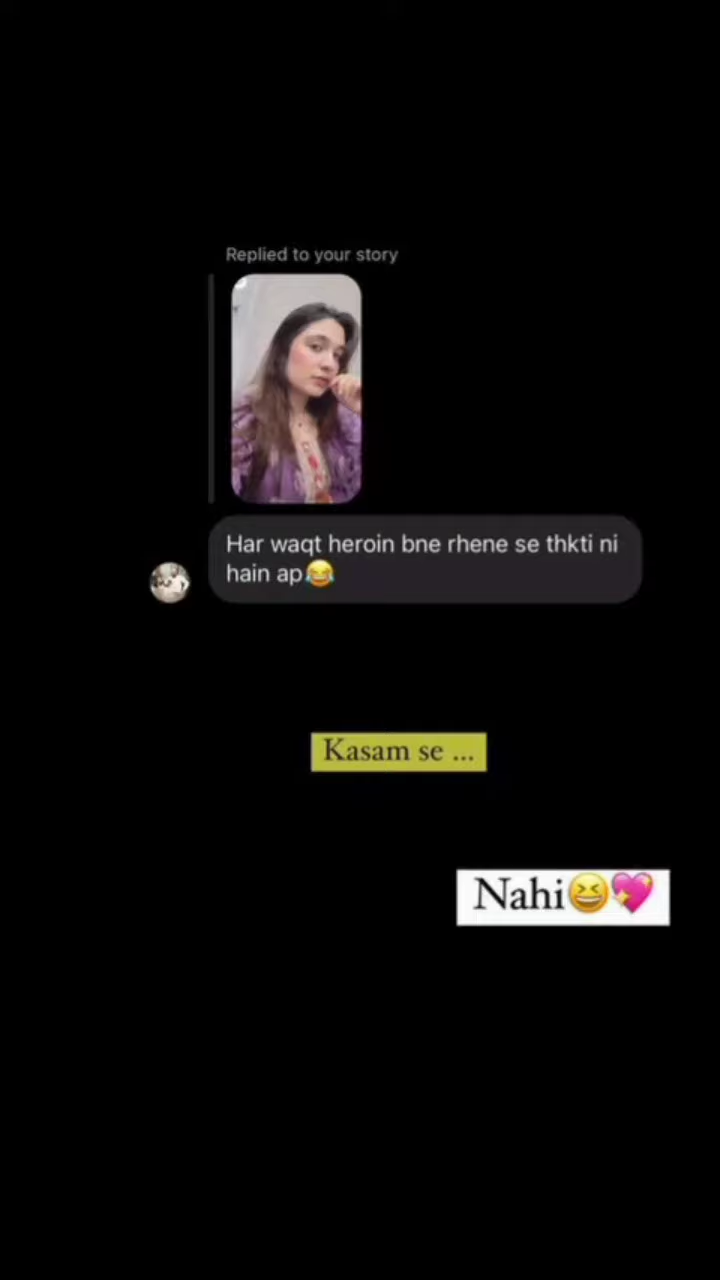 Replied to your story
Har waqt heroin bne rhene se thkti ni
hain ap😂
Kasam se ...
Nahi😆💖